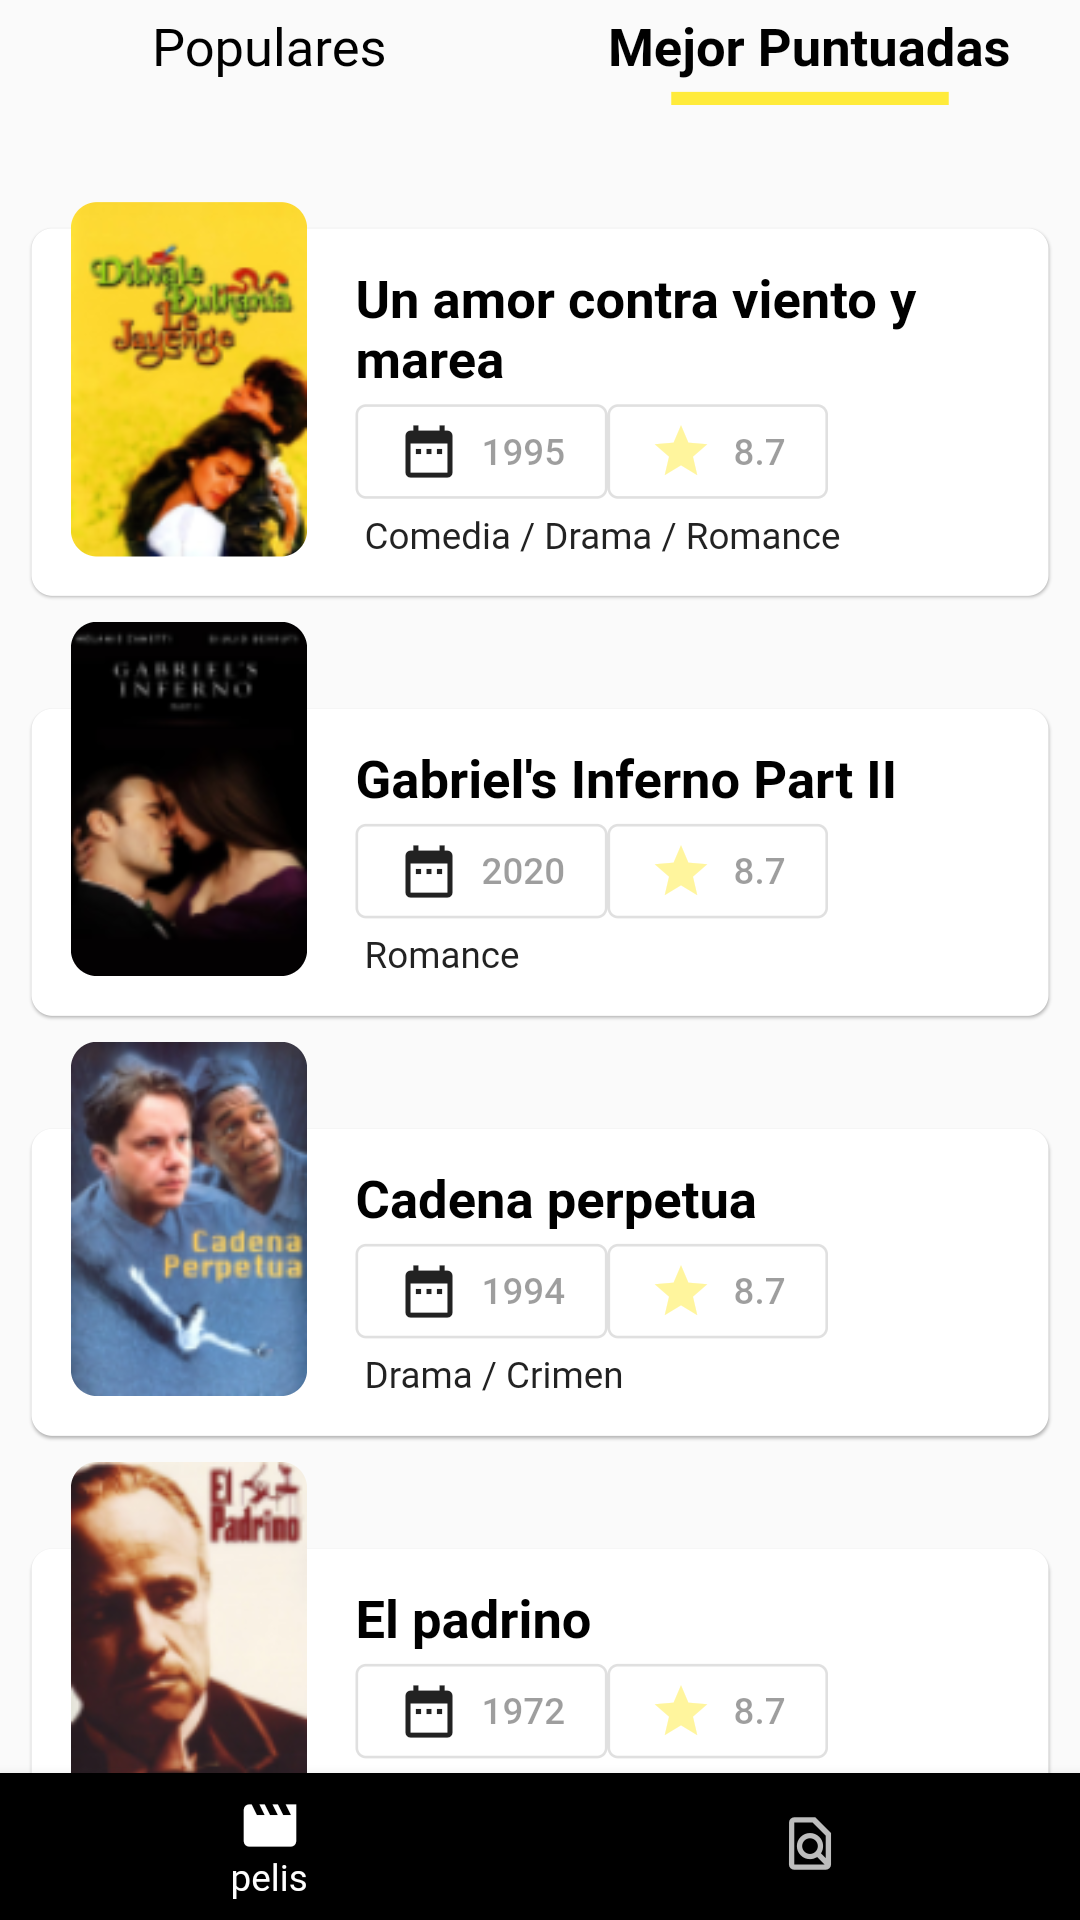 Populares
Mejor Puntuadas
Dilwale
Dulhania
Le
Jayenge
Un amor contra viento y
marea
1995
8.7
Comedia / Drama / Romance
GABRIEL'S
INFERNO
Gabriel's Inferno Part II
2020
8.7
Romance
Cadena
Perpetua
Cadena perpetua
1994
8.7
Drama / Crimen
El
Padrino
El padrino
1972
8.7
pelis